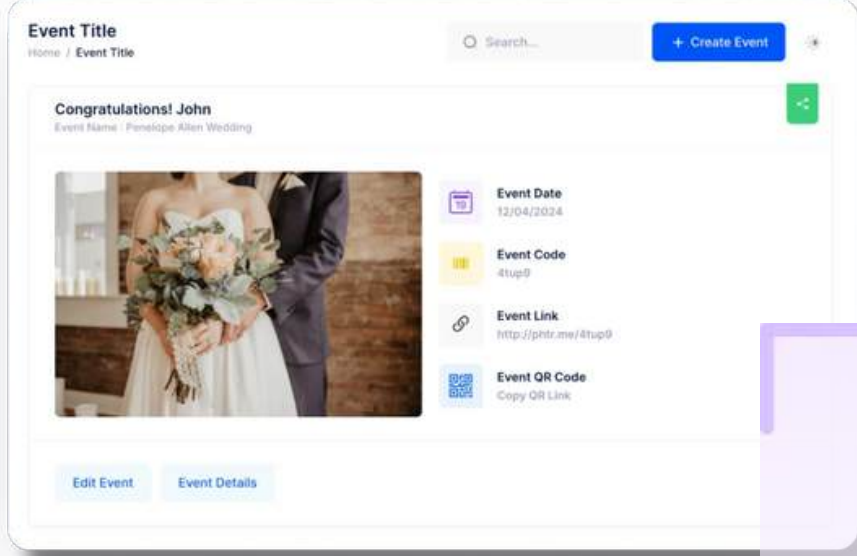 Event Title
Home / Event Title
Search...
+ Create Event
Congratulations! John
Event Name : Penelope Allen Wedding
19
Event Date
12/04/2024
Event Code
4tup9
Event Link
http://phtr.me/4tup9
Event QR Code
Copy QR Link
Edit Event
Event Details